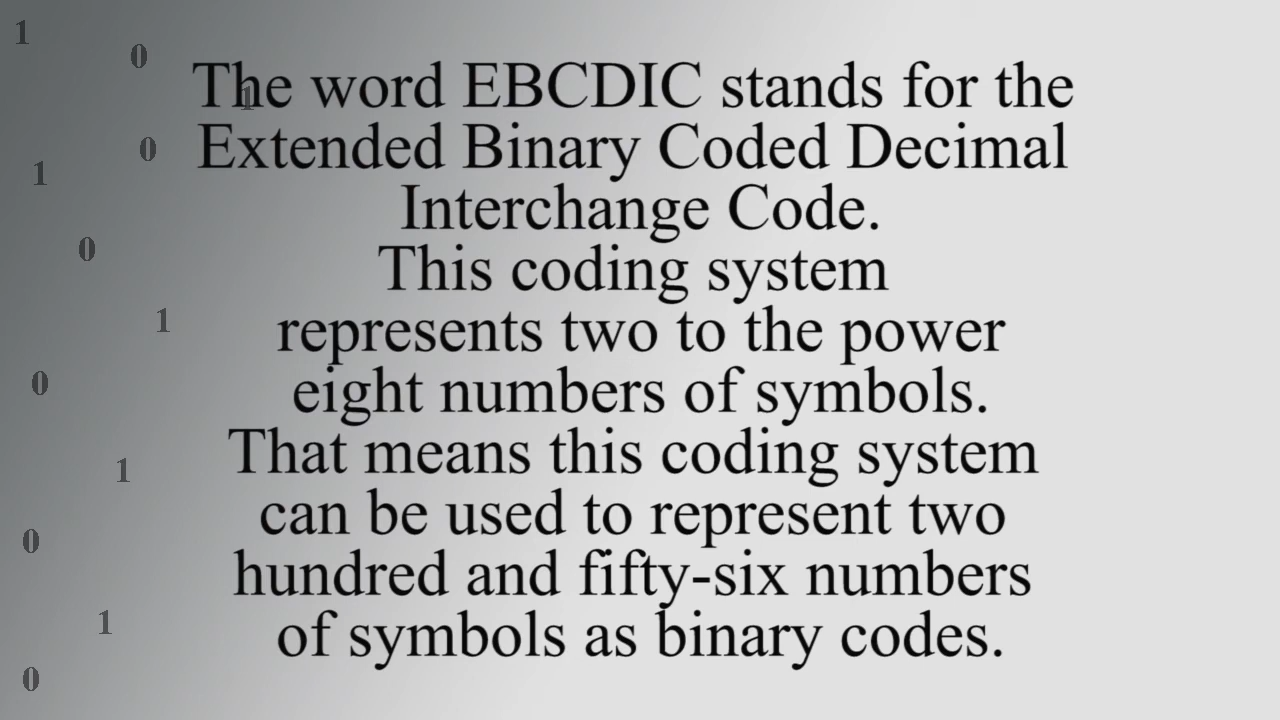 1
0
The word EBCDIC stands for the
1
Extended Binary Coded Decimal
0
1
Interchange Code.
0
This coding system
1
represents two to the power
0
eight numbers of symbols.
That means this coding system
1
can be used to represent two
0
hundred and fifty-six numbers
1
of symbols as binary codes.
0